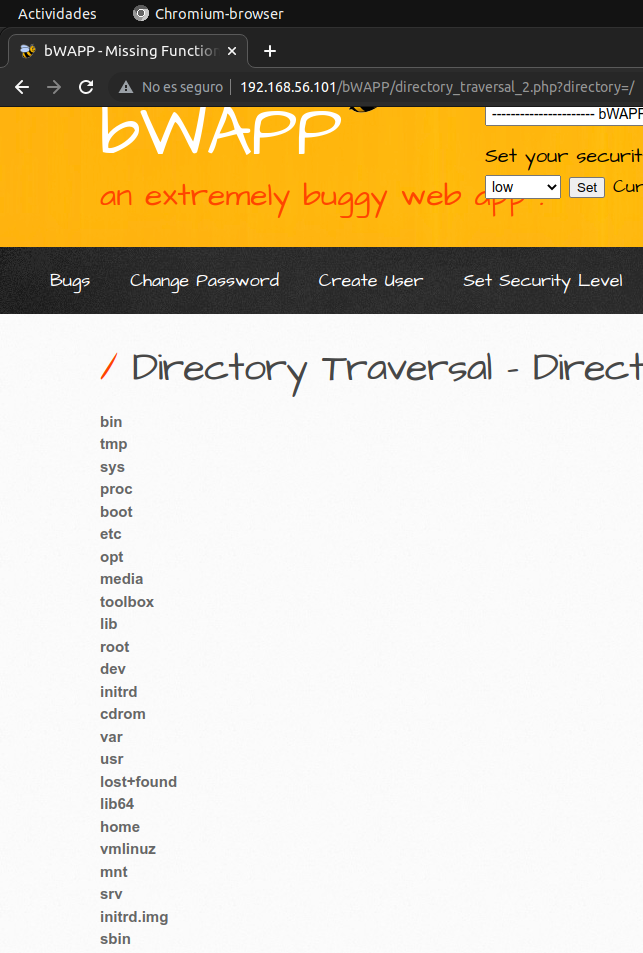 Actividades Chromium-browser
bWAPP - Missing Function
No es seguro 192.168.56.101/bWAPP/directory_traversal_2.php?directory=/
bWAPP
---------------------- bWAPP
an extremely buggy web app !
Set your securit
low Set Cur
Bugs Change Password Create User Set Security Level
/ Directory Traversal - Direct
bin
tmp
sys
proc
boot
etc
opt
media
toolbox
lib
root
dev
initrd
cdrom
var
usr
lost+found
lib64
home
vmlinuz
mnt
srv
initrd.img
sbin